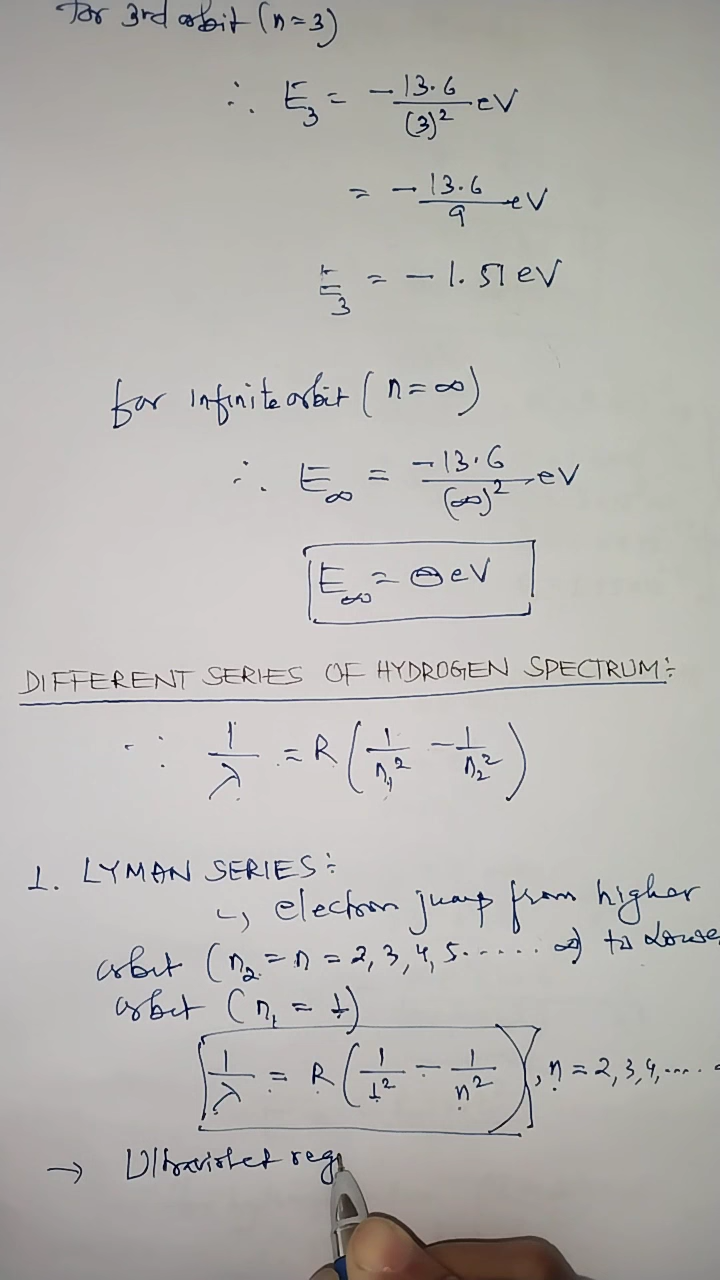 For 3rd orbit (n=3)
∴ E₃ = -13.6/(3)² eV
= -13.6/9 eV
E₃ = -1.51 eV
for infinite orbit (n=∞)
∴ E∞ = -13.6/(∞)² eV
E∞ = 0 eV
DIFFERENT SERIES OF HYDROGEN SPECTRUM:-
∵ 1/λ = R(1/n₁² - 1/n₂²)
1. LYMAN SERIES:-
↳ electron jump from higher
orbit (n₂ = n = 2, 3, 4, 5...... ∞) to Lowe
orbit (n₁ = 1)
1/λ = R(1/1² - 1/n²), n = 2, 3, 4, ....
→ Ultraviolet reg